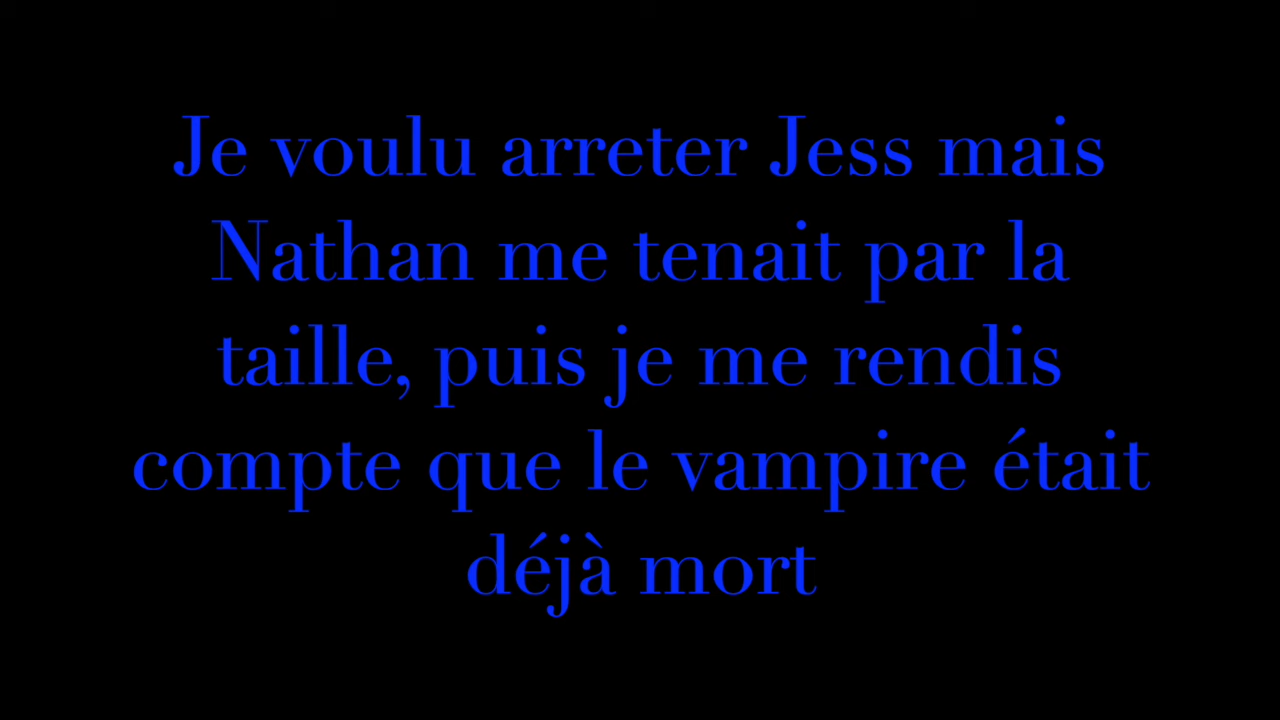 Je voulu arreter Jess mais
Nathan me tenait par la
taille, puis je me rendis
compte que le vampire était
déjà mort